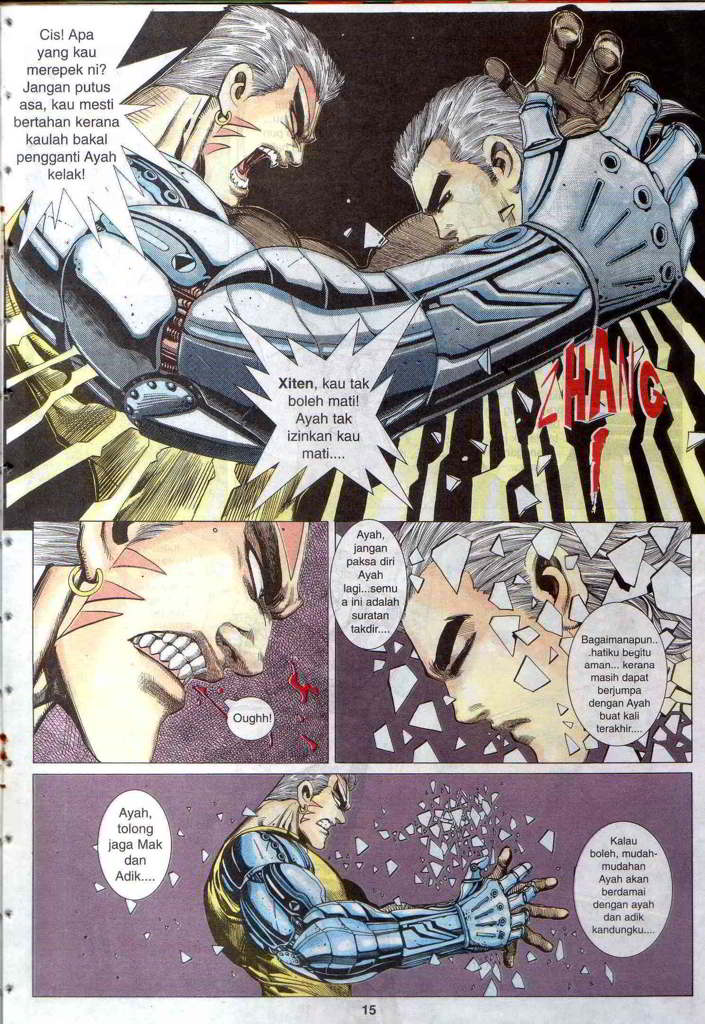 Cis! Apa
yang kau
merepek ni?
Jangan putus
asa, kau mesti
bertahan kerana
kaulah bakal
pengganti Ayah
kelak!
Xiten, kau tak
boleh mati!
Ayah tak
izinkan kau
mati....
ZHANG
!
Oughh!
Ayah,
jangan
paksa diri
Ayah
lagi...semu
a ini adalah
suratan
takdir....
Bagaimanapun..
.hatiku begitu
aman... kerana
masih dapat
berjumpa
dengan Ayah
buat kali
terakhir....
Ayah,
tolong
jaga Mak
dan
Adik....
Kalau
boleh, mudah-
mudahan
Ayah akan
berdamai
dengan ayah
dan adik
kandungku....
15